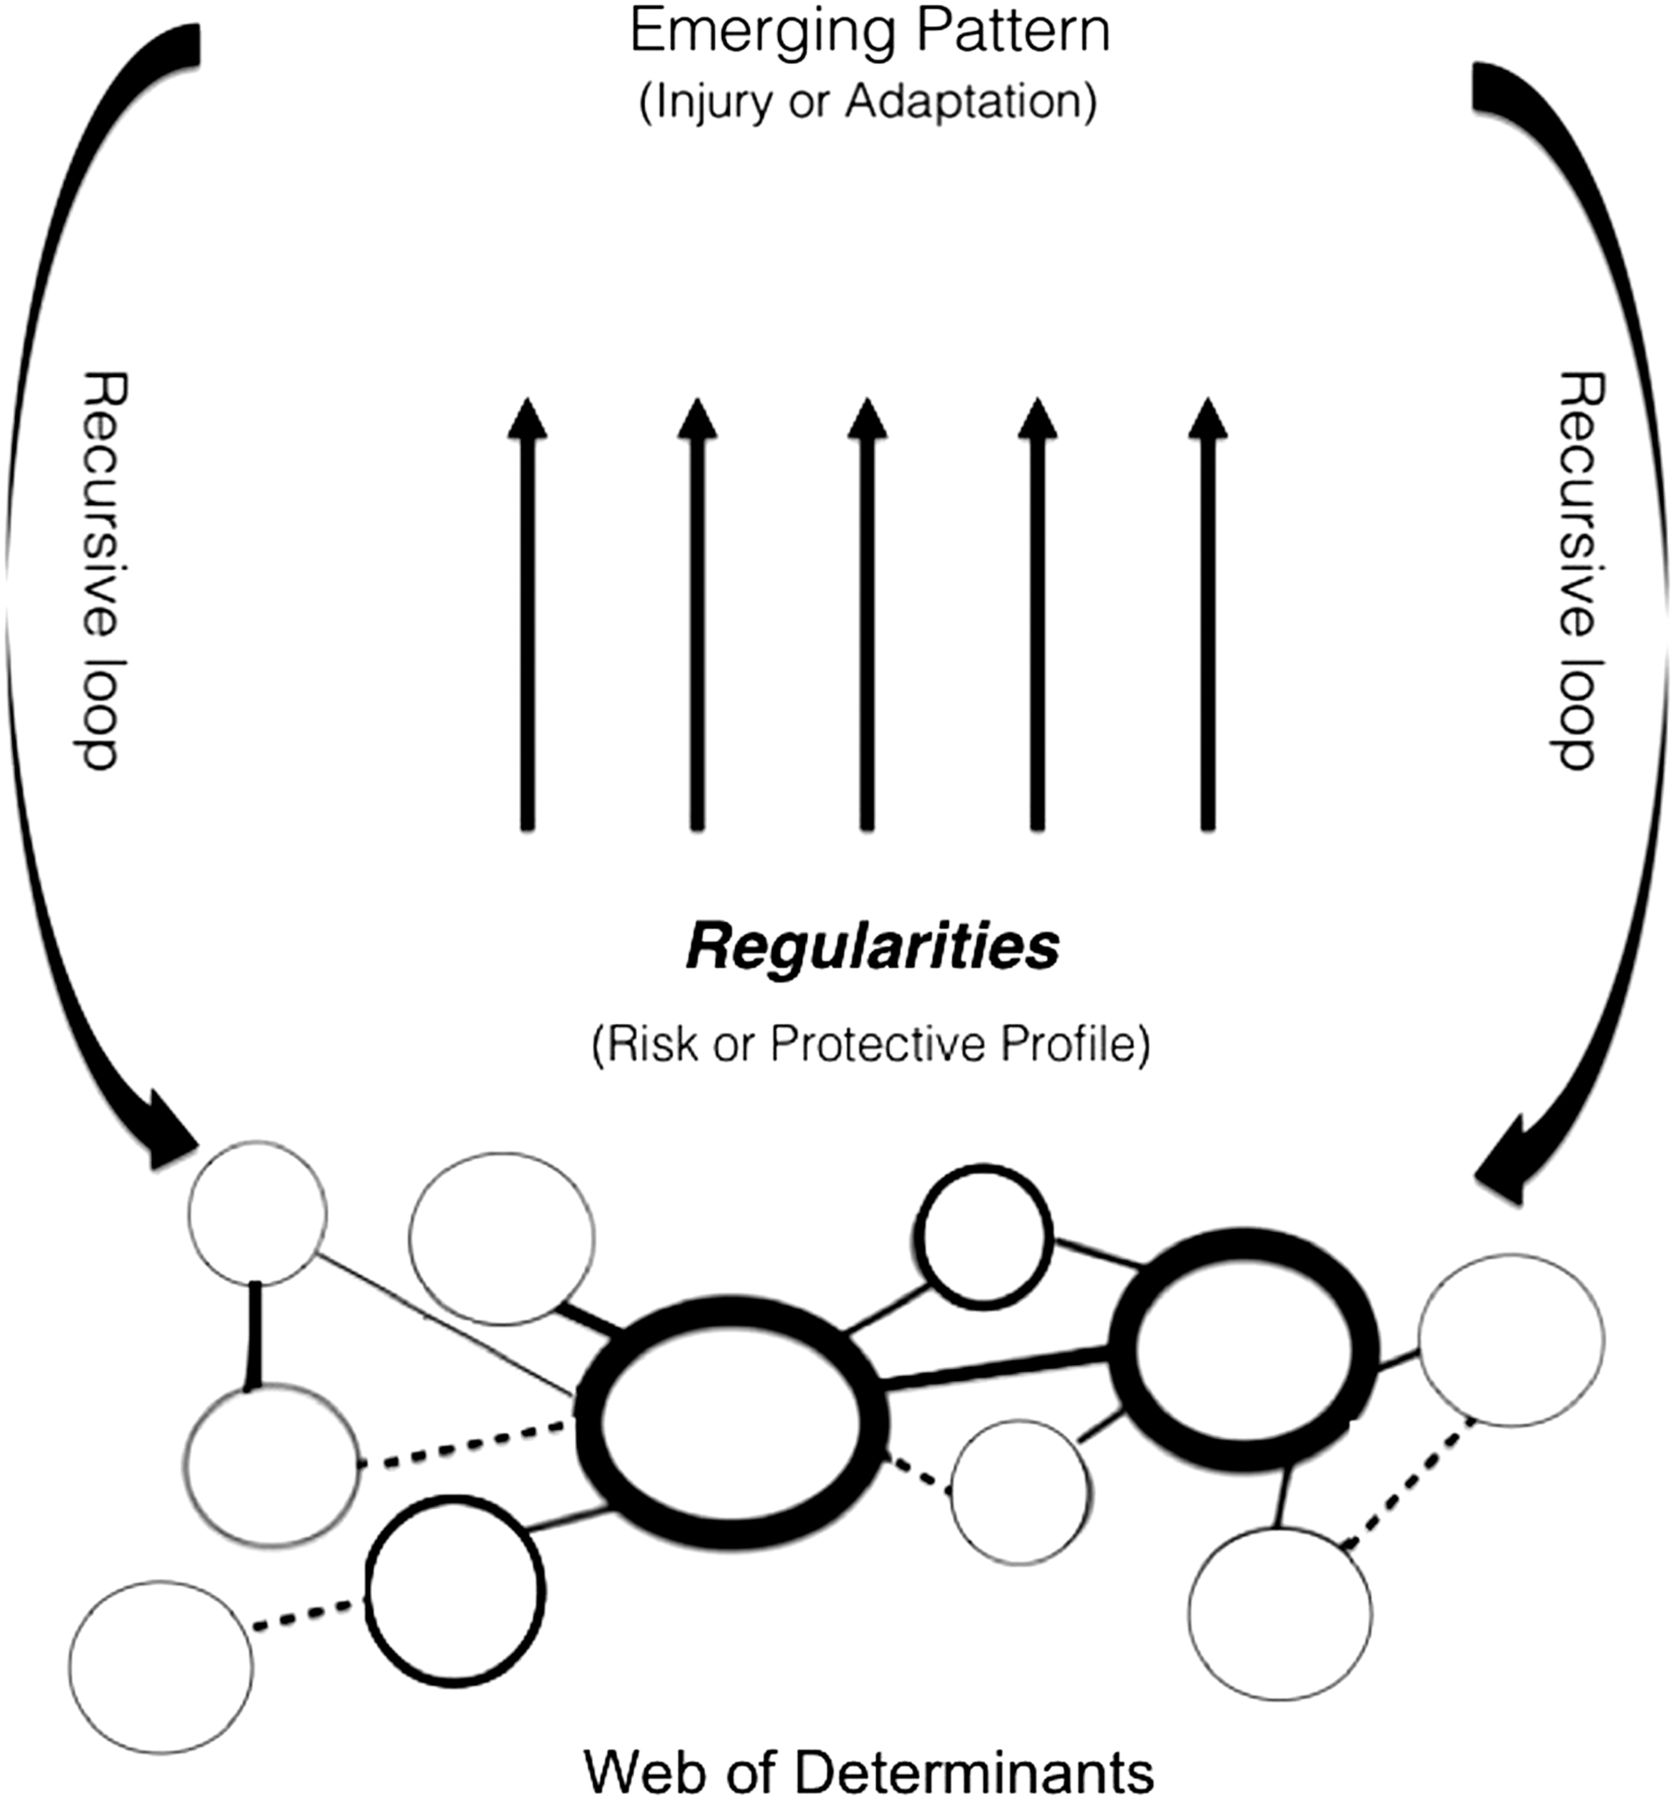 Emerging Pattern
(Injury or Adaptation)
Recursive loop
Recursive loop
Regularities
(Risk or Protective Profile)
Web of Determinants